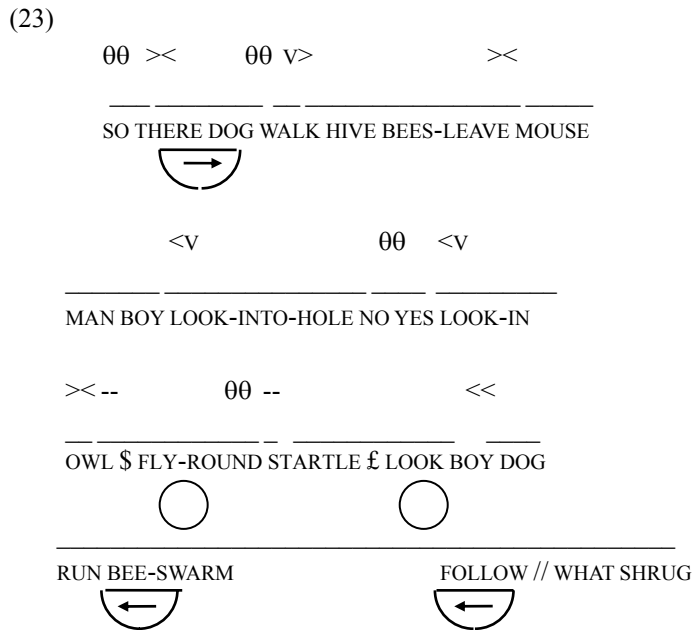 (23)
θθ >< θθ V> ><
SO THERE DOG WALK HIVE BEES-LEAVE MOUSE
<V θθ <V
MAN BOY LOOK-INTO-HOLE NO YES LOOK-IN
>< -- θθ -- <<
OWL $ FLY-ROUND STARTLE £ LOOK BOY DOG
RUN BEE-SWARM FOLLOW // WHAT SHRUG